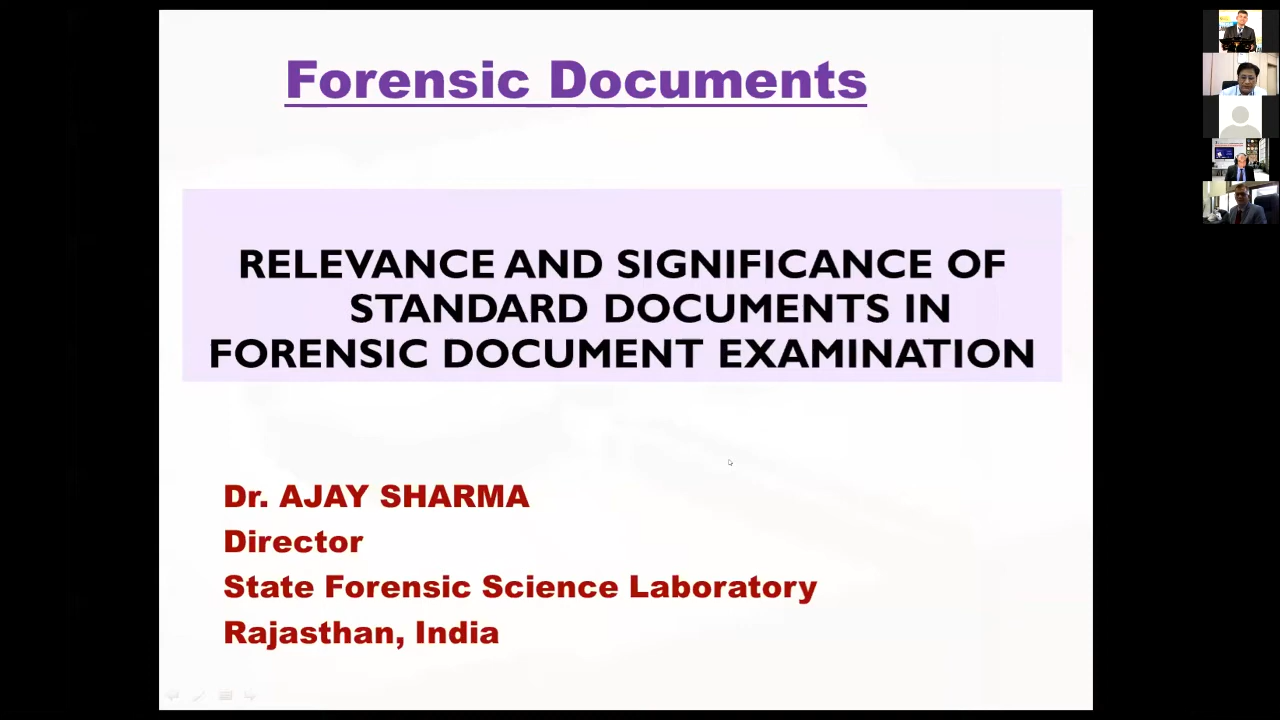 Forensic Documents
RELEVANCE AND SIGNIFICANCE OF
STANDARD DOCUMENTS IN
FORENSIC DOCUMENT EXAMINATION
Dr. AJAY SHARMA
Director
State Forensic Science Laboratory
Rajasthan, India